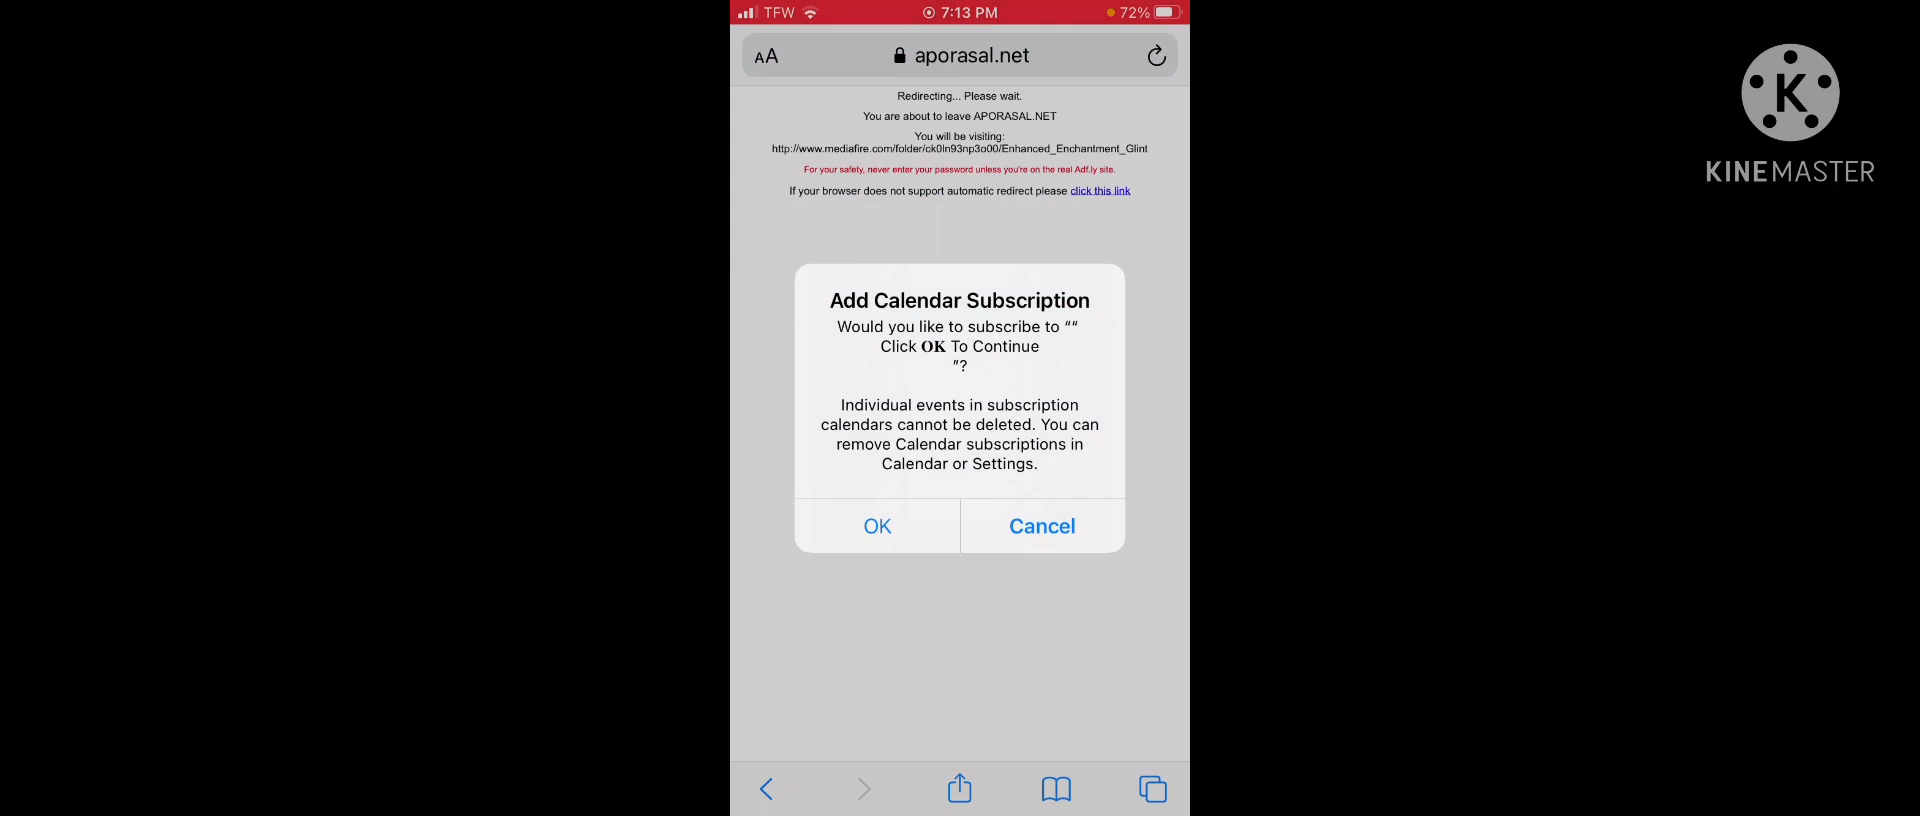 TFW 7:13 PM 72%
AA aporasal.net
K
KINEMASTER
Redirecting... Please wait.
You are about to leave APORASAL.NET
You will be visiting:
http://www.mediafire.com/folder/ck0ln93np3o00/Enhanced_Enchantment_Glint
For your safety, never enter your password unless you're on the real Adf.ly site.
If your browser does not support automatic redirect please click this link
Add Calendar Subscription
Would you like to subscribe to ““
Click OK To Continue
”?
Individual events in subscription
calendars cannot be deleted. You can
remove Calendar subscriptions in
Calendar or Settings.
OK Cancel